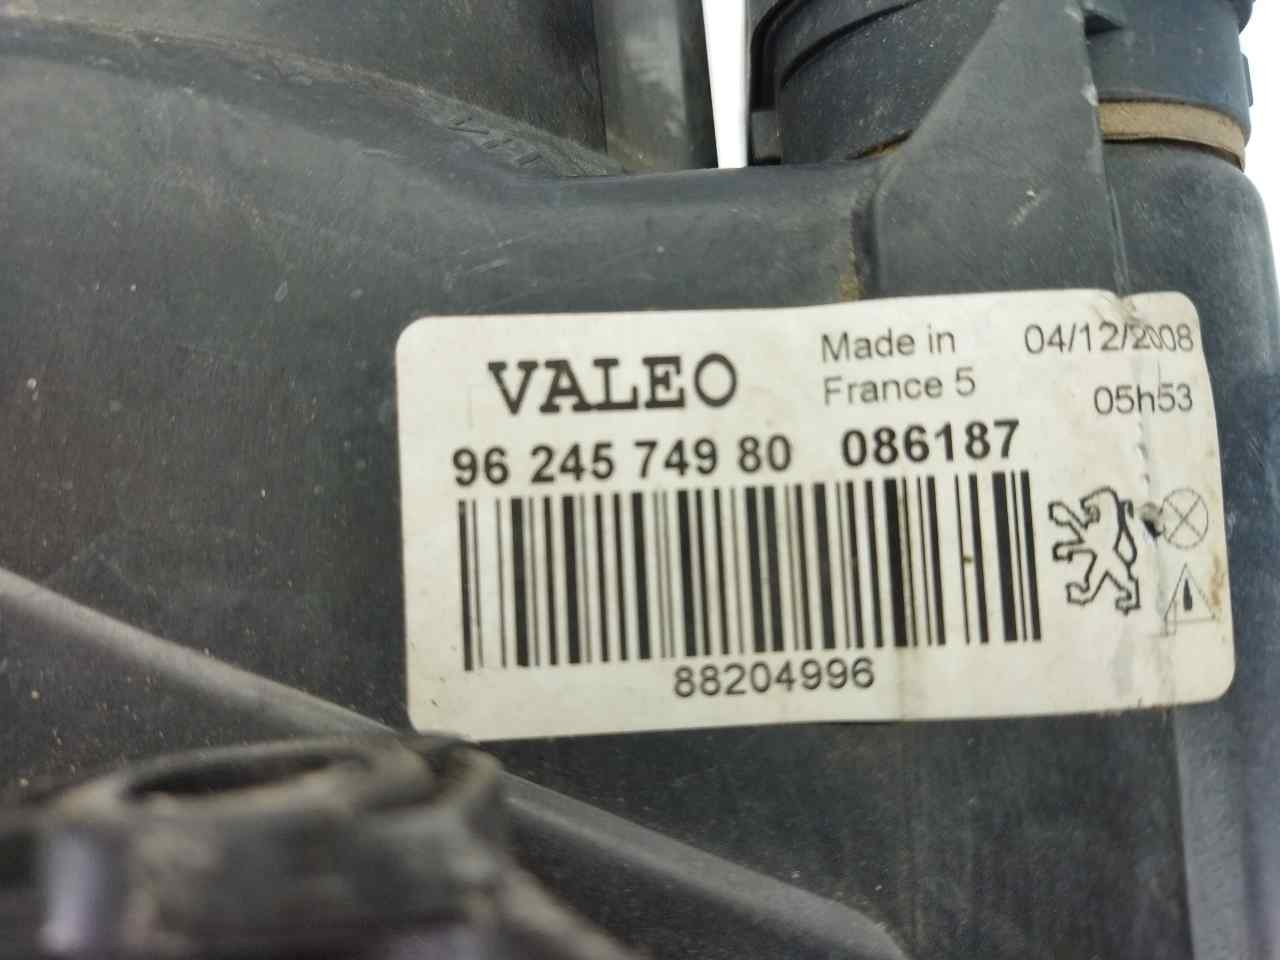 VALEO
Made in
France 5
04/12/2008
05h53
96 245 749 80 086187
88204996